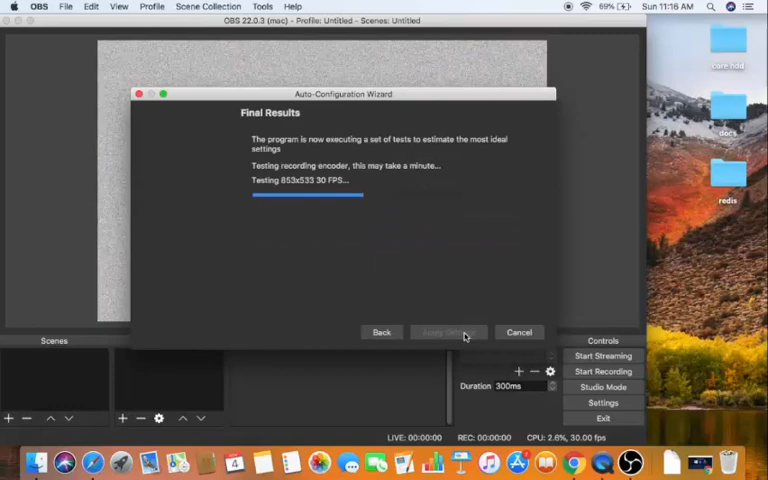 OBS File Edit View Profile Scene Collection Tools Help 69% Sun 11:16 AM
OBS 22.0.3 (mac) - Profile: Untitled - Scenes: Untitled
core hdd
Auto-Configuration Wizard
Final Results
docs
The program is now executing a set of tests to estimate the most ideal
settings
Testing recording encoder, this may take a minute...
Testing 853x533 30 FPS...
redis
Back Cancel
Scenes Controls
Start Streaming
Start Recording
Duration 300ms Studio Mode
Settings
Exit
LIVE: 00:00:00 REC: 00:00:00 CPU: 2.6%, 30.00 fps
4